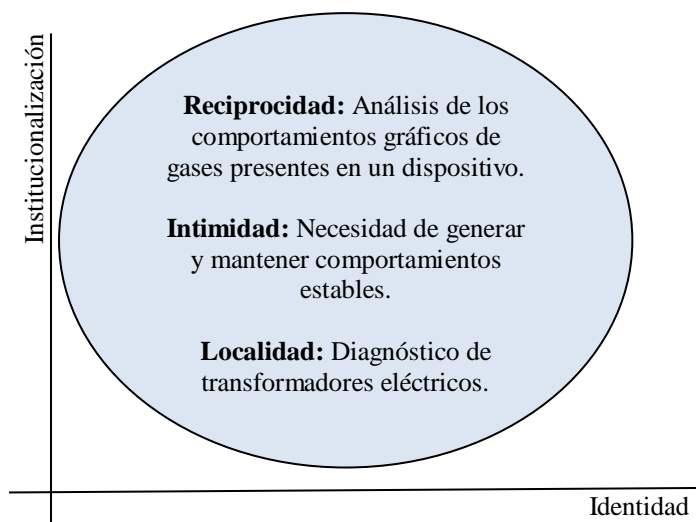 Institucionalización
Reciprocidad: Análisis de los
comportamientos gráficos de
gases presentes en un dispositivo.
Intimidad: Necesidad de generar
y mantener comportamientos
estables.
Localidad: Diagnóstico de
transformadores eléctricos.
Identidad